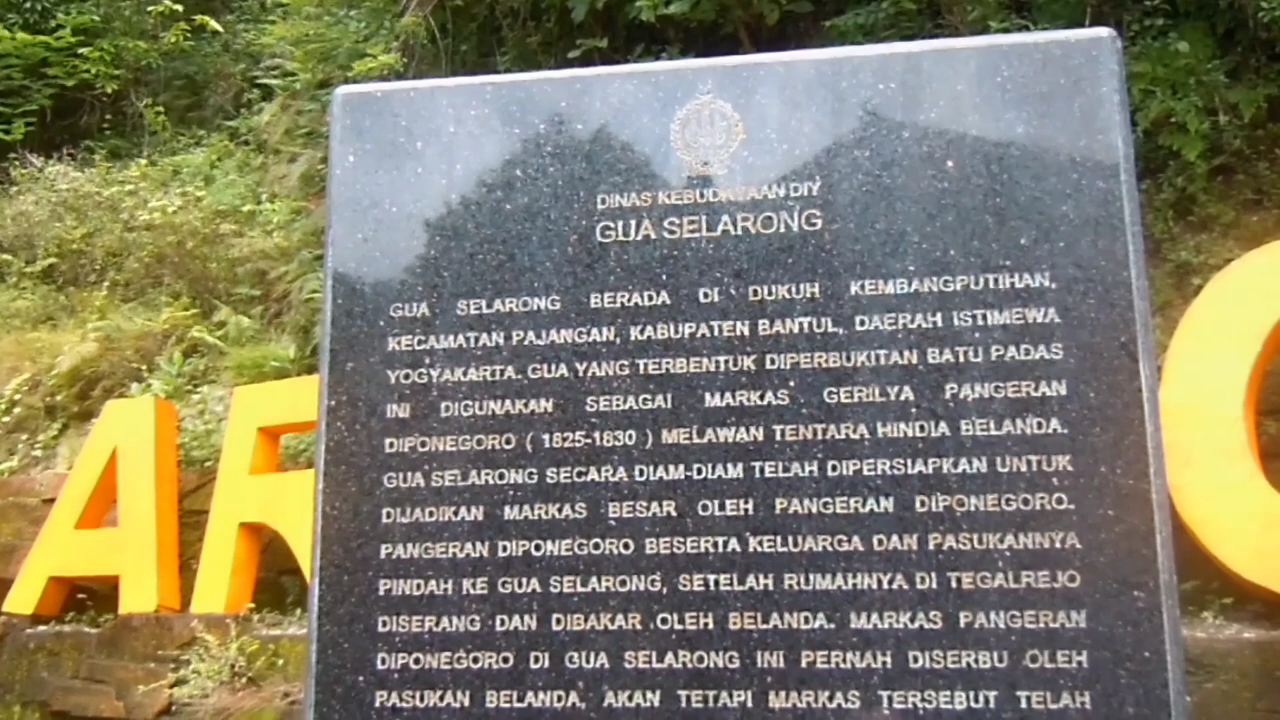 DINAS KEBUDAYAAN DIY
GUA SELARONG
GUA SELARONG BERADA DI DUKUH KEMBANGPUTIHAN,
KECAMATAN PAJANGAN, KABUPATEN BANTUL, DAERAH ISTIMEWA
YOGYAKARTA. GUA YANG TERBENTUK DIPERBUKITAN BATU PADAS
INI DIGUNAKAN SEBAGAI MARKAS GERILYA PANGERAN
DIPONEGORO ( 1825-1830 ) MELAWAN TENTARA HINDIA BELANDA.
GUA SELARONG SECARA DIAM-DIAM TELAH DIPERSIAPKAN UNTUK
DIJADIKAN MARKAS BESAR OLEH PANGERAN DIPONEGORO.
PANGERAN DIPONEGORO BESERTA KELUARGA DAN PASUKANNYA
PINDAH KE GUA SELARONG, SETELAH RUMAHNYA DI TEGALREJO
DISERANG DAN DIBAKAR OLEH BELANDA. MARKAS PANGERAN
DIPONEGORO DI GUA SELARONG INI PERNAH DISERBU OLEH
PASUKAN BELANDA, AKAN TETAPI MARKAS TERSEBUT TELAH
AR